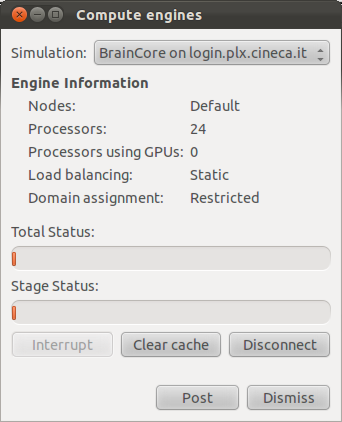 Compute engines
Simulation: BrainCore on login.plx.cineca.it
Engine Information
Nodes: Default
Processors: 24
Processors using GPUs: 0
Load balancing: Static
Domain assignment: Restricted
Total Status:
Stage Status:
Interrupt Clear cache Disconnect
Post Dismiss